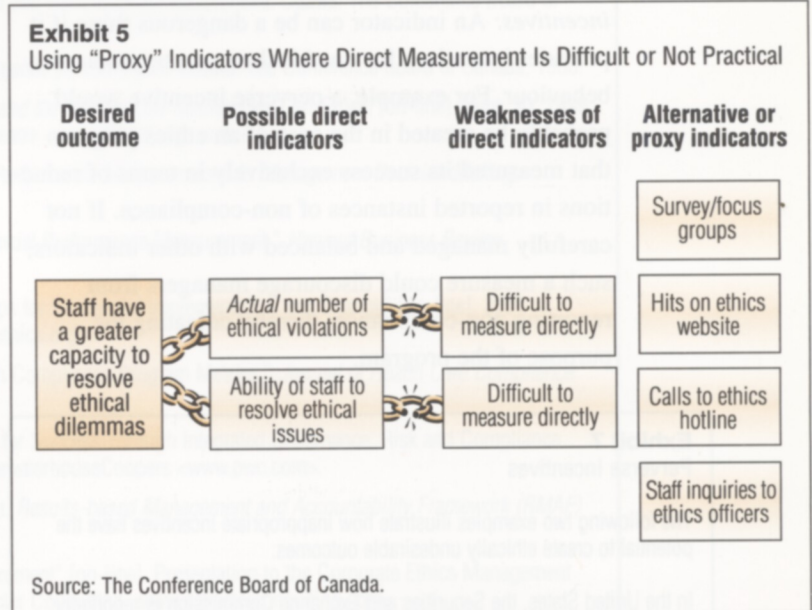 Exhibit 5
Using “Proxy” Indicators Where Direct Measurement Is Difficult or Not Practical
Desired
outcome
Possible direct
indicators
Weaknesses of
direct indicators
Alternative or
proxy indicators
Survey/focus
groups
Staff have
a greater
capacity to
resolve
ethical
dilemmas
Actual number of
ethical violations
Difficult to
measure directly
Hits on ethics
website
Ability of staff to
resolve ethical
issues
Difficult to
measure directly
Calls to ethics
hotline
Staff inquiries to
ethics officers
Source: The Conference Board of Canada.